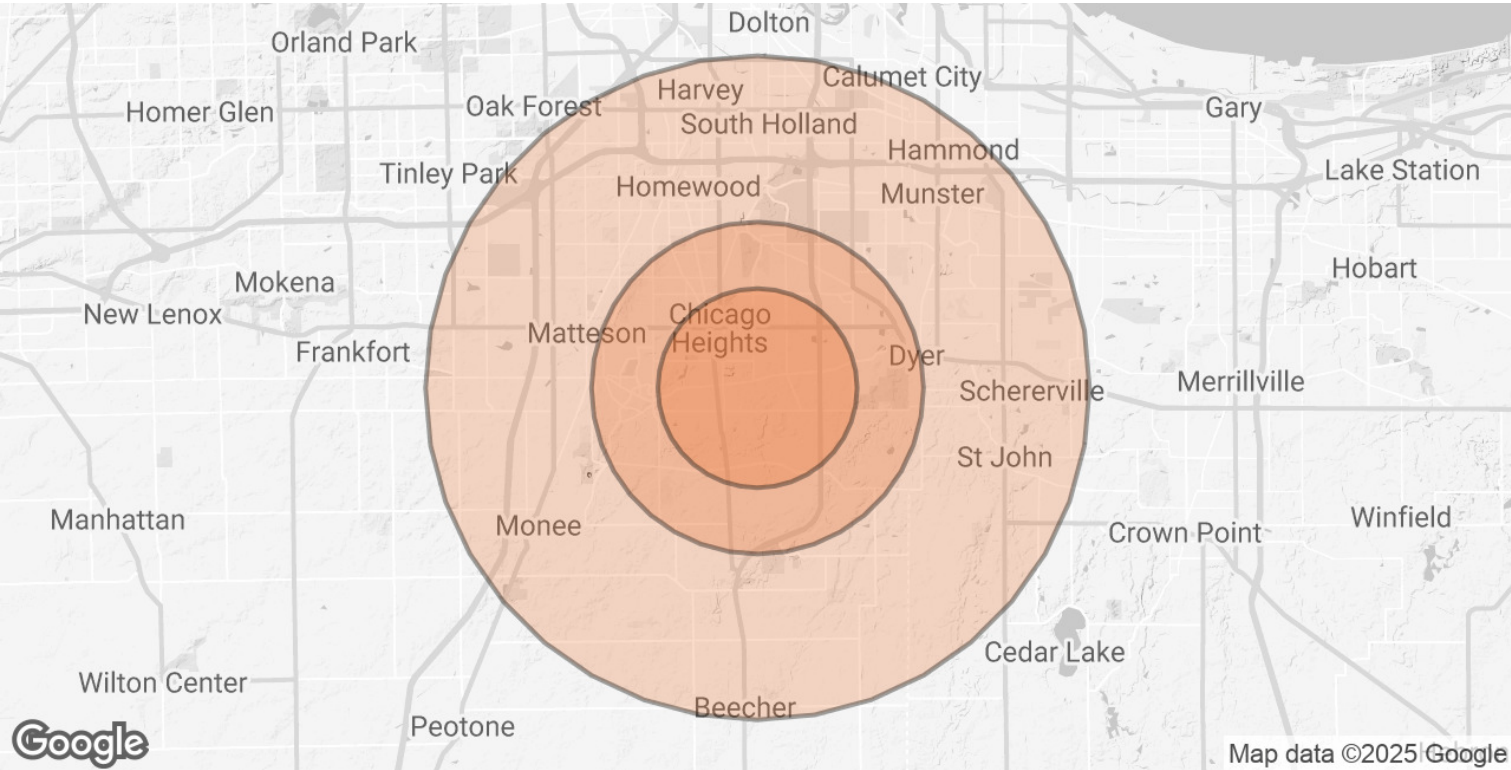 Dolton
Orland Park
Calumet City
Harvey
Oak Forest
Homer Glen
Gary
South Holland
Hammond
Lake Station
Tinley Park
Homewood
Munster
Hobart
Mokena
New Lenox
Chicago
Heights
Matteson
Frankfort
Dyer
Merrillville
Schererville
St John
Manhattan
Monee
Winfield
Crown Point
Cedar Lake
Wilton Center
Beecher
Peotone
Google
Map data ©2025 Google